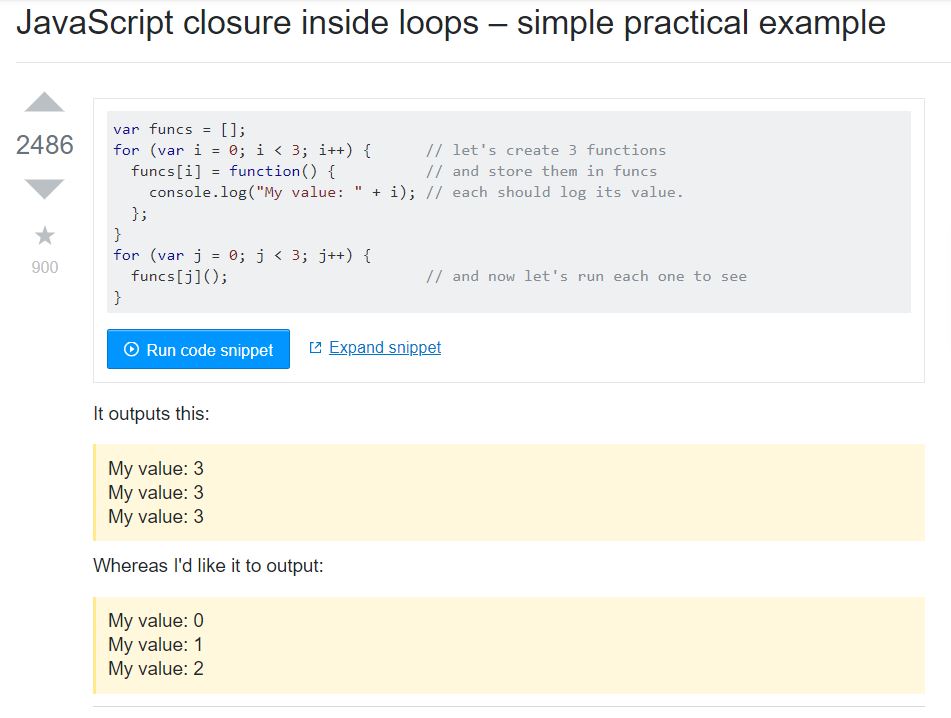 JavaScript closure inside loops – simple practical example
2486
900
var funcs = [];
for (var i = 0; i < 3; i++) {      // let's create 3 functions
  funcs[i] = function() {          // and store them in funcs
    console.log("My value: " + i); // each should log its value.
  };
}
for (var j = 0; j < 3; j++) {
  funcs[j]();                      // and now let's run each one to see
}
Run code snippet Expand snippet
It outputs this:
My value: 3
My value: 3
My value: 3
Whereas I'd like it to output:
My value: 0
My value: 1
My value: 2